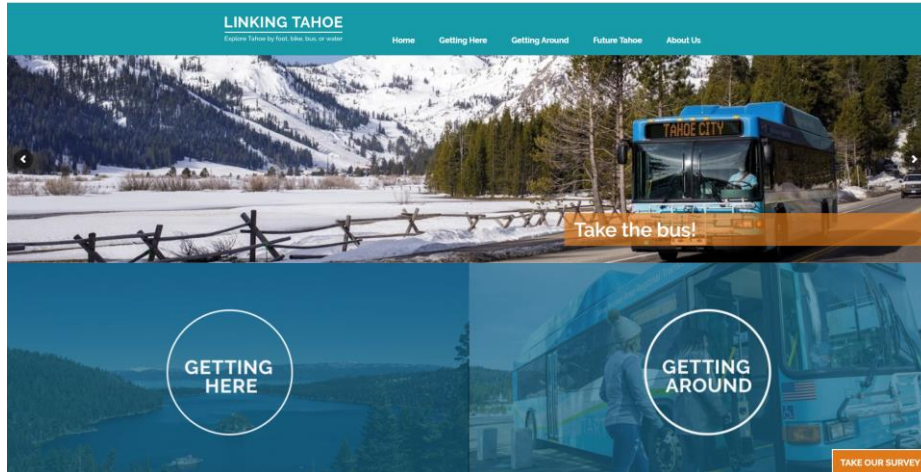 LINKING TAHOE
Explore Tahoe by foot, bike, bus, or water
Home Getting Here Getting Around Future Tahoe About Us
TAHOE CITY
Take the bus!
GETTING
HERE
GETTING
AROUND
TAKE OUR SURVEY